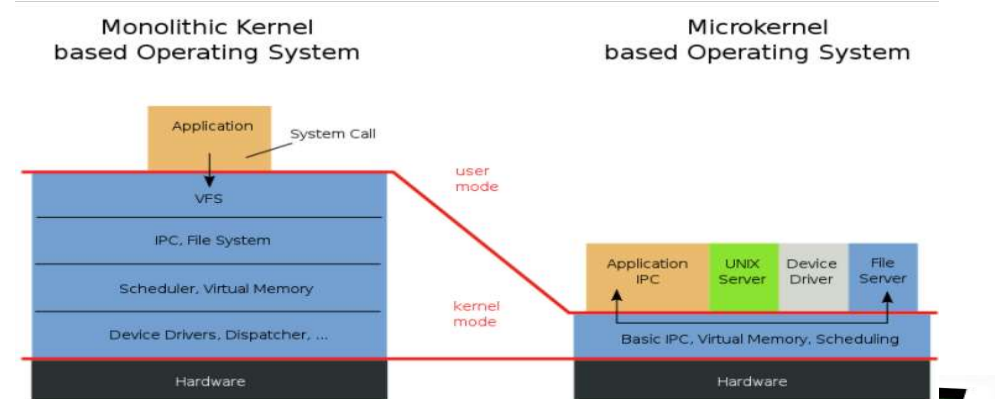 Monolithic Kernel
based Operating System
Microkernel
based Operating System
Application
System Call
user
mode
VFS
IPC, File System
Scheduler, Virtual Memory
kernel
mode
Device Drivers, Dispatcher, ...
Hardware
Application
IPC
UNIX
Server
Device
Driver
File
Server
Basic IPC, Virtual Memory, Scheduling
Hardware